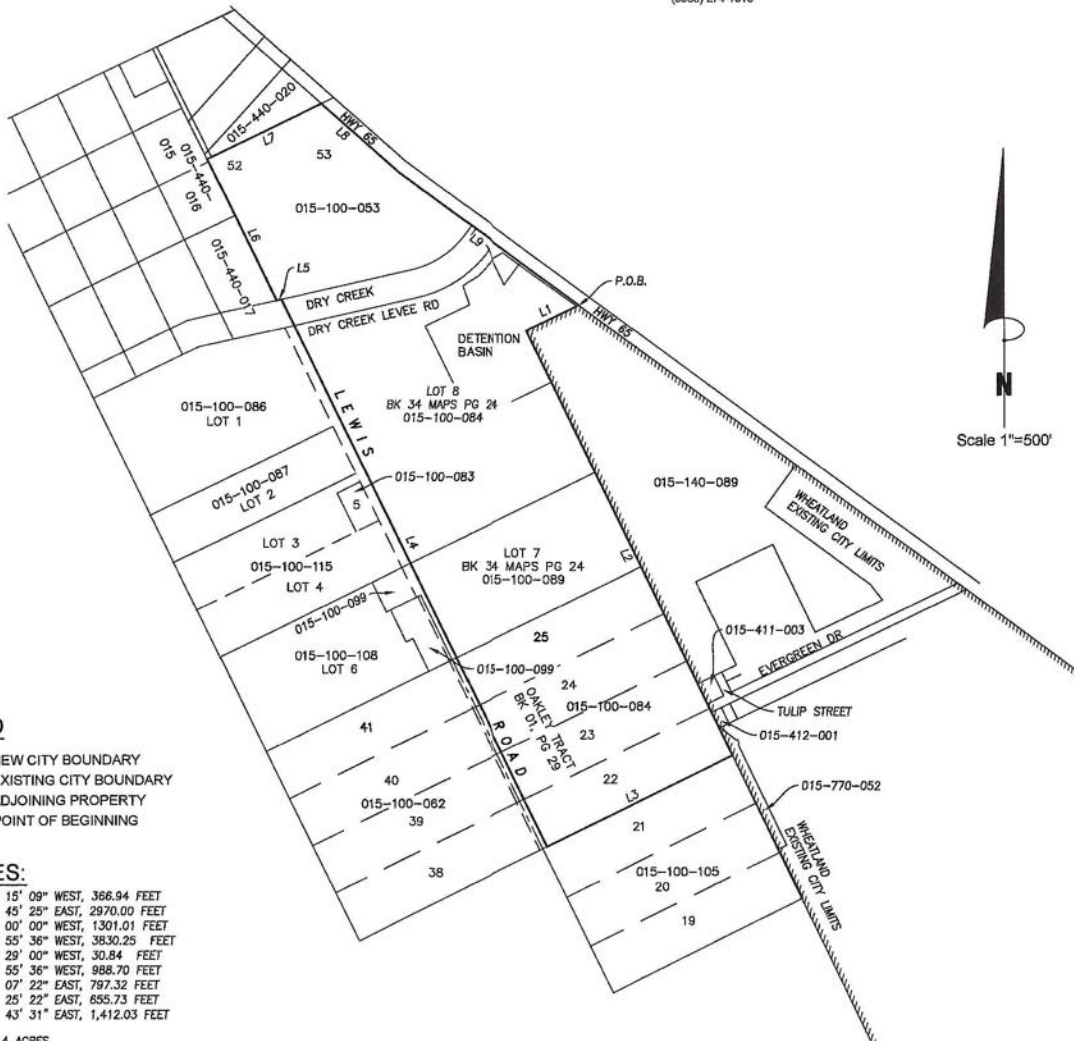 015-440-020
HWY 65
L7
L8
015
015-440-
016
52
53
015-100-053
L6
015-440-017
L5
L9
DRY CREEK
DRY CREEK LEVEE RD
P.O.B.
L1
HWY 65
DETENTION
BASIN
N
Scale 1"=500'
LOT 8
BK 34 MAPS PG 24
015-100-084
015-100-086
LOT 1
LEWIS
015-100-083
015-100-087
LOT 2
5
015-140-089
WHEATLAND
EXISTING CITY LIMITS
LOT 3
015-100-115
LOT 4
L4
LOT 7
BK 34 MAPS PG 24
015-100-089
L2
015-100-099
015-100-108
LOT 6
015-100-099
25
015-411-003
EVERGREEN DR
24
015-100-084
OAKLEY TRACT
BK 01, PG 29
TULIP STREET
015-412-001
23
ROAD
41
22
L3
40
015-100-062
39
015-770-052
21
WHEATLAND
EXISTING CITY LIMITS
38
015-100-105
20
19
NEW CITY BOUNDARY
EXISTING CITY BOUNDARY
ADJOINING PROPERTY
POINT OF BEGINNING
ES:
15' 09" WEST, 366.94 FEET
45' 25" EAST, 2970.00 FEET
00' 00" WEST, 1301.01 FEET
55' 36" WEST, 3830.25 FEET
29' 00" WEST, 30.84 FEET
55' 36" WEST, 988.70 FEET
07' 22" EAST, 797.32 FEET
25' 22" EAST, 655.73 FEET
43' 31" EAST, 1,412.03 FEET